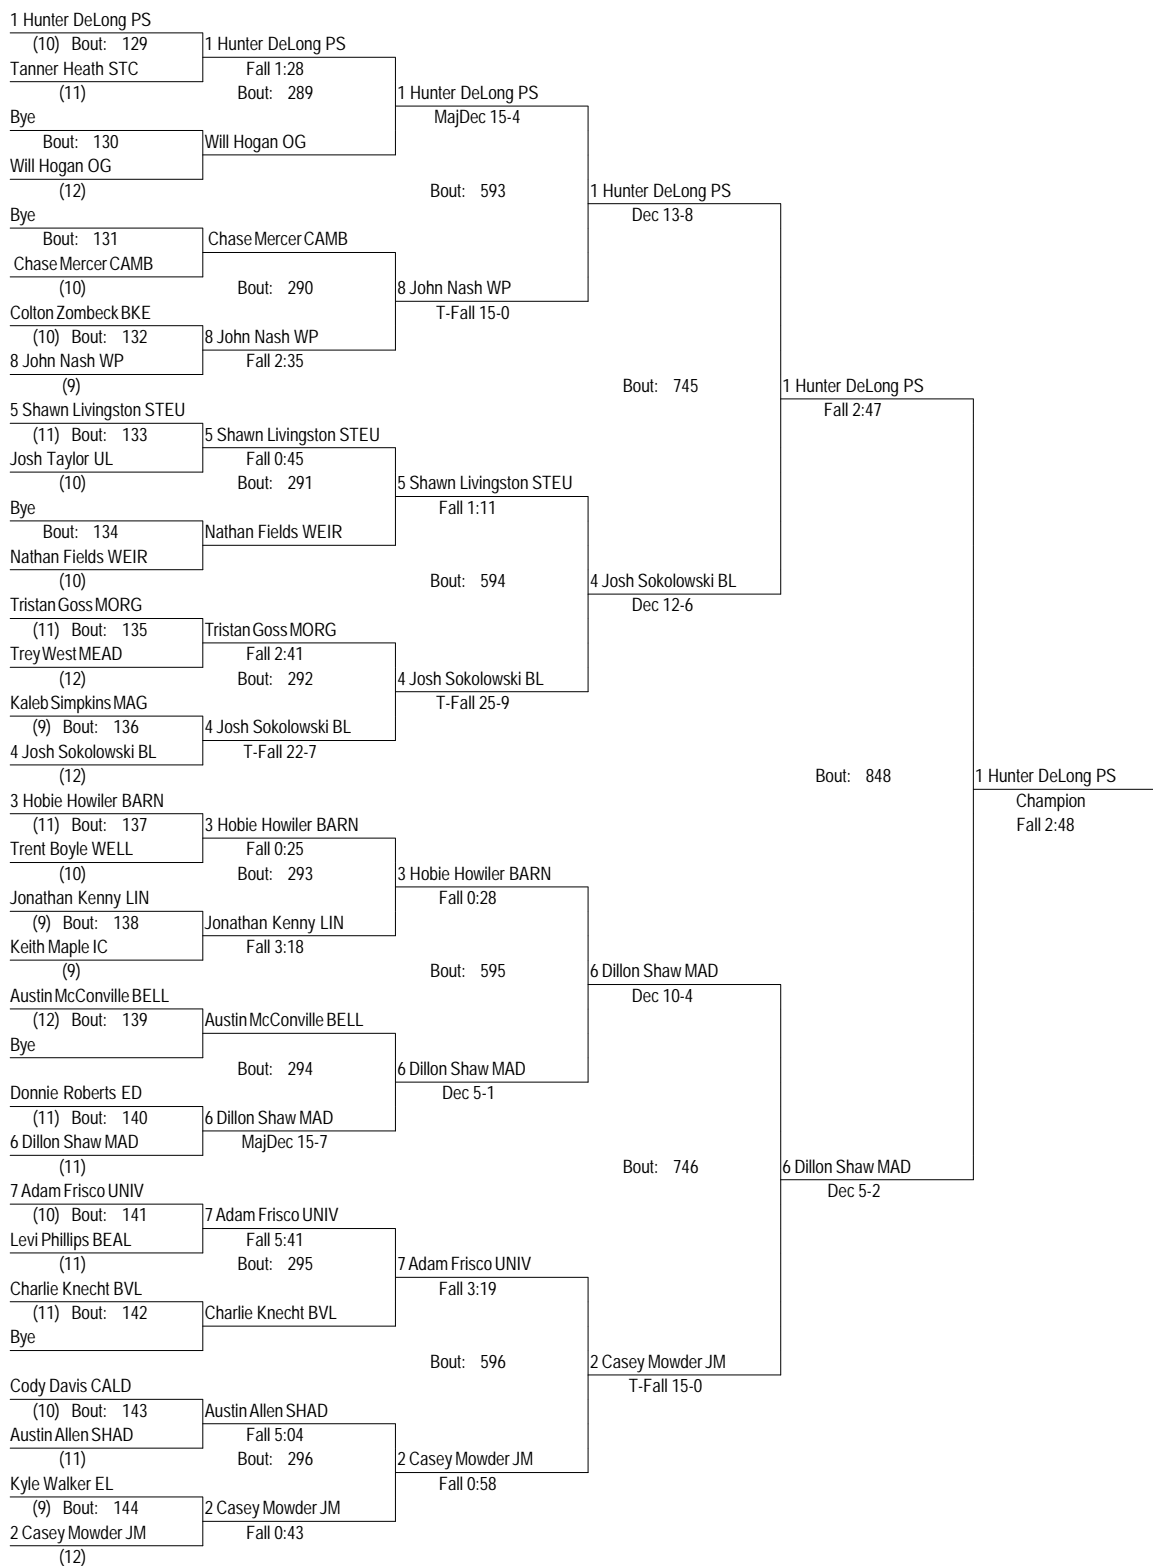 1 Hunter DeLong PS
(10) Bout: 129
1 Hunter DeLong PS
Tanner Heath STC
Fall 1:28
(11)
Bout: 289
1 Hunter DeLong PS
Bye
MajDec 15-4
Bout: 130
Will Hogan OG
Will Hogan OG
(12)
Bout: 593
1 Hunter DeLong PS
Bye
Dec 13-8
Bout: 131
Chase Mercer CAMB
Chase Mercer CAMB
(10)
Bout: 290
8 John Nash WP
Colton Zombeck BKE
T-Fall 15-0
(10) Bout: 132
8 John Nash WP
8 John Nash WP
Fall 2:35
(9)
Bout: 745
1 Hunter DeLong PS
5 Shawn Livingston STEU
Fall 2:47
(11) Bout: 133
5 Shawn Livingston STEU
Josh Taylor UL
Fall 0:45
(10)
Bout: 291
5 Shawn Livingston STEU
Bye
Fall 1:11
Bout: 134
Nathan Fields WEIR
Nathan Fields WEIR
(10)
Bout: 594
4 Josh Sokolowski BL
Tristan Goss MORG
Dec 12-6
(11) Bout: 135
Tristan Goss MORG
Trey West MEAD
Fall 2:41
(12)
Bout: 292
4 Josh Sokolowski BL
Kaleb Simpkins MAG
T-Fall 25-9
(9) Bout: 136
4 Josh Sokolowski BL
4 Josh Sokolowski BL
T-Fall 22-7
(12)
Bout: 848
1 Hunter DeLong PS
3 Hobie Howiler BARN
Champion
(11) Bout: 137
3 Hobie Howiler BARN
Fall 2:48
Trent Boyle WELL
Fall 0:25
(10)
Bout: 293
3 Hobie Howiler BARN
Jonathan Kenny LIN
Fall 0:28
(9) Bout: 138
Jonathan Kenny LIN
Keith Maple IC
Fall 3:18
(9)
Bout: 595
6 Dillon Shaw MAD
Austin McConville BELL
Dec 10-4
(12) Bout: 139
Austin McConville BELL
Bye
Bout: 294
6 Dillon Shaw MAD
Donnie Roberts ED
Dec 5-1
(11) Bout: 140
6 Dillon Shaw MAD
6 Dillon Shaw MAD
MajDec 15-7
(11)
Bout: 746
6 Dillon Shaw MAD
7 Adam Frisco UNIV
Dec 5-2
(10) Bout: 141
7 Adam Frisco UNIV
Levi Phillips BEAL
Fall 5:41
(11)
Bout: 295
7 Adam Frisco UNIV
Charlie Knecht BVL
Fall 3:19
(11) Bout: 142
Charlie Knecht BVL
Bye
Bout: 596
2 Casey Mowder JM
Cody Davis CALD
T-Fall 15-0
(10) Bout: 143
Austin Allen SHAD
Austin Allen SHAD
Fall 5:04
(11)
Bout: 296
2 Casey Mowder JM
Kyle Walker EL
Fall 0:58
(9) Bout: 144
2 Casey Mowder JM
2 Casey Mowder JM
Fall 0:43
(12)